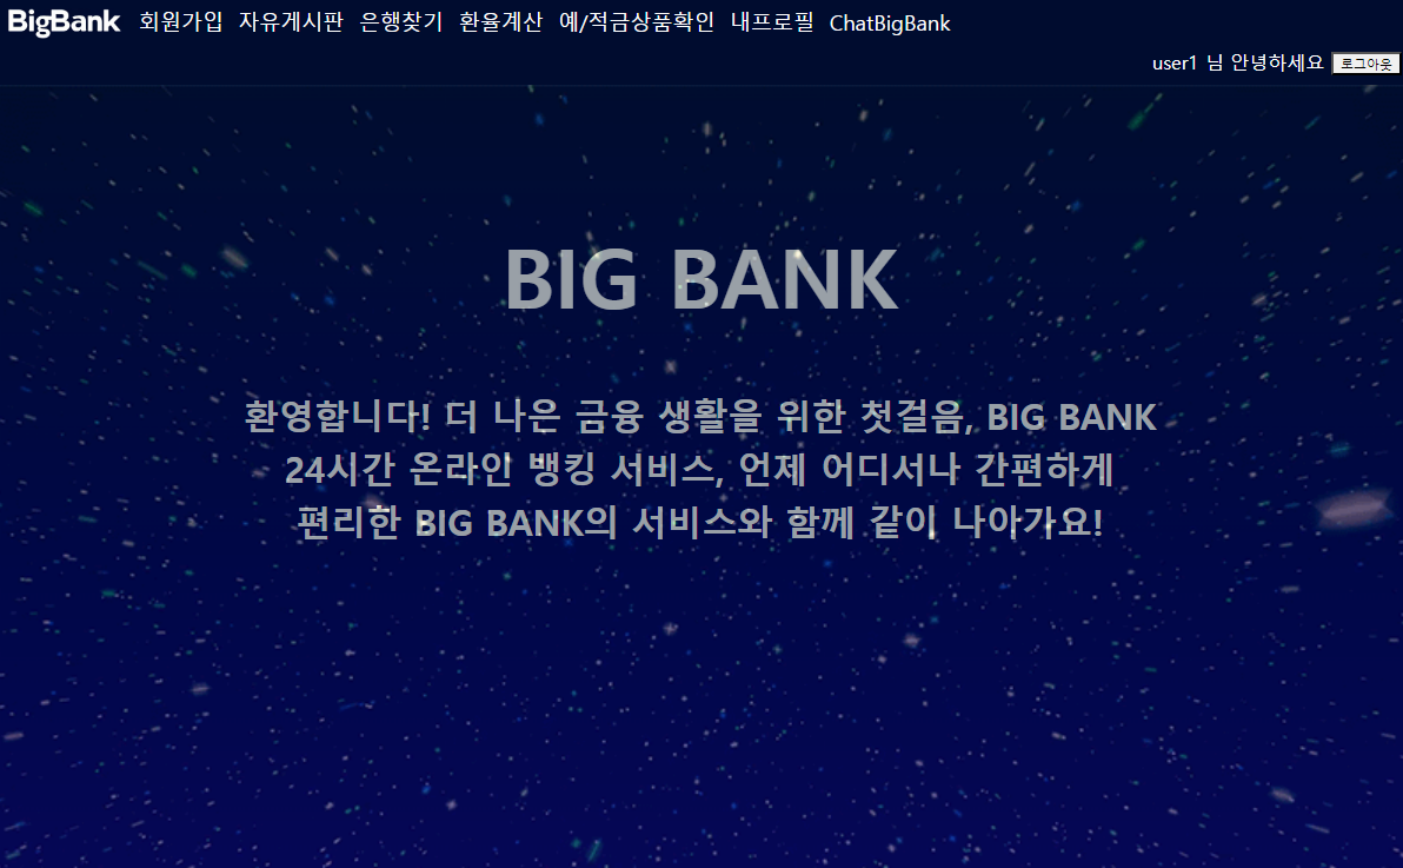 BigBank 회원가입 자유게시판 은행찾기 환율계산 예/적금상품확인 내프로필 ChatBigBank
user1 님 안녕하세요 로그아웃
BIG BANK
환영합니다! 더 나은 금융 생활을 위한 첫걸음, BIG BANK
24시간 온라인 뱅킹 서비스, 언제 어디서나 간편하게
편리한 BIG BANK의 서비스와 함께 같이 나아가요!